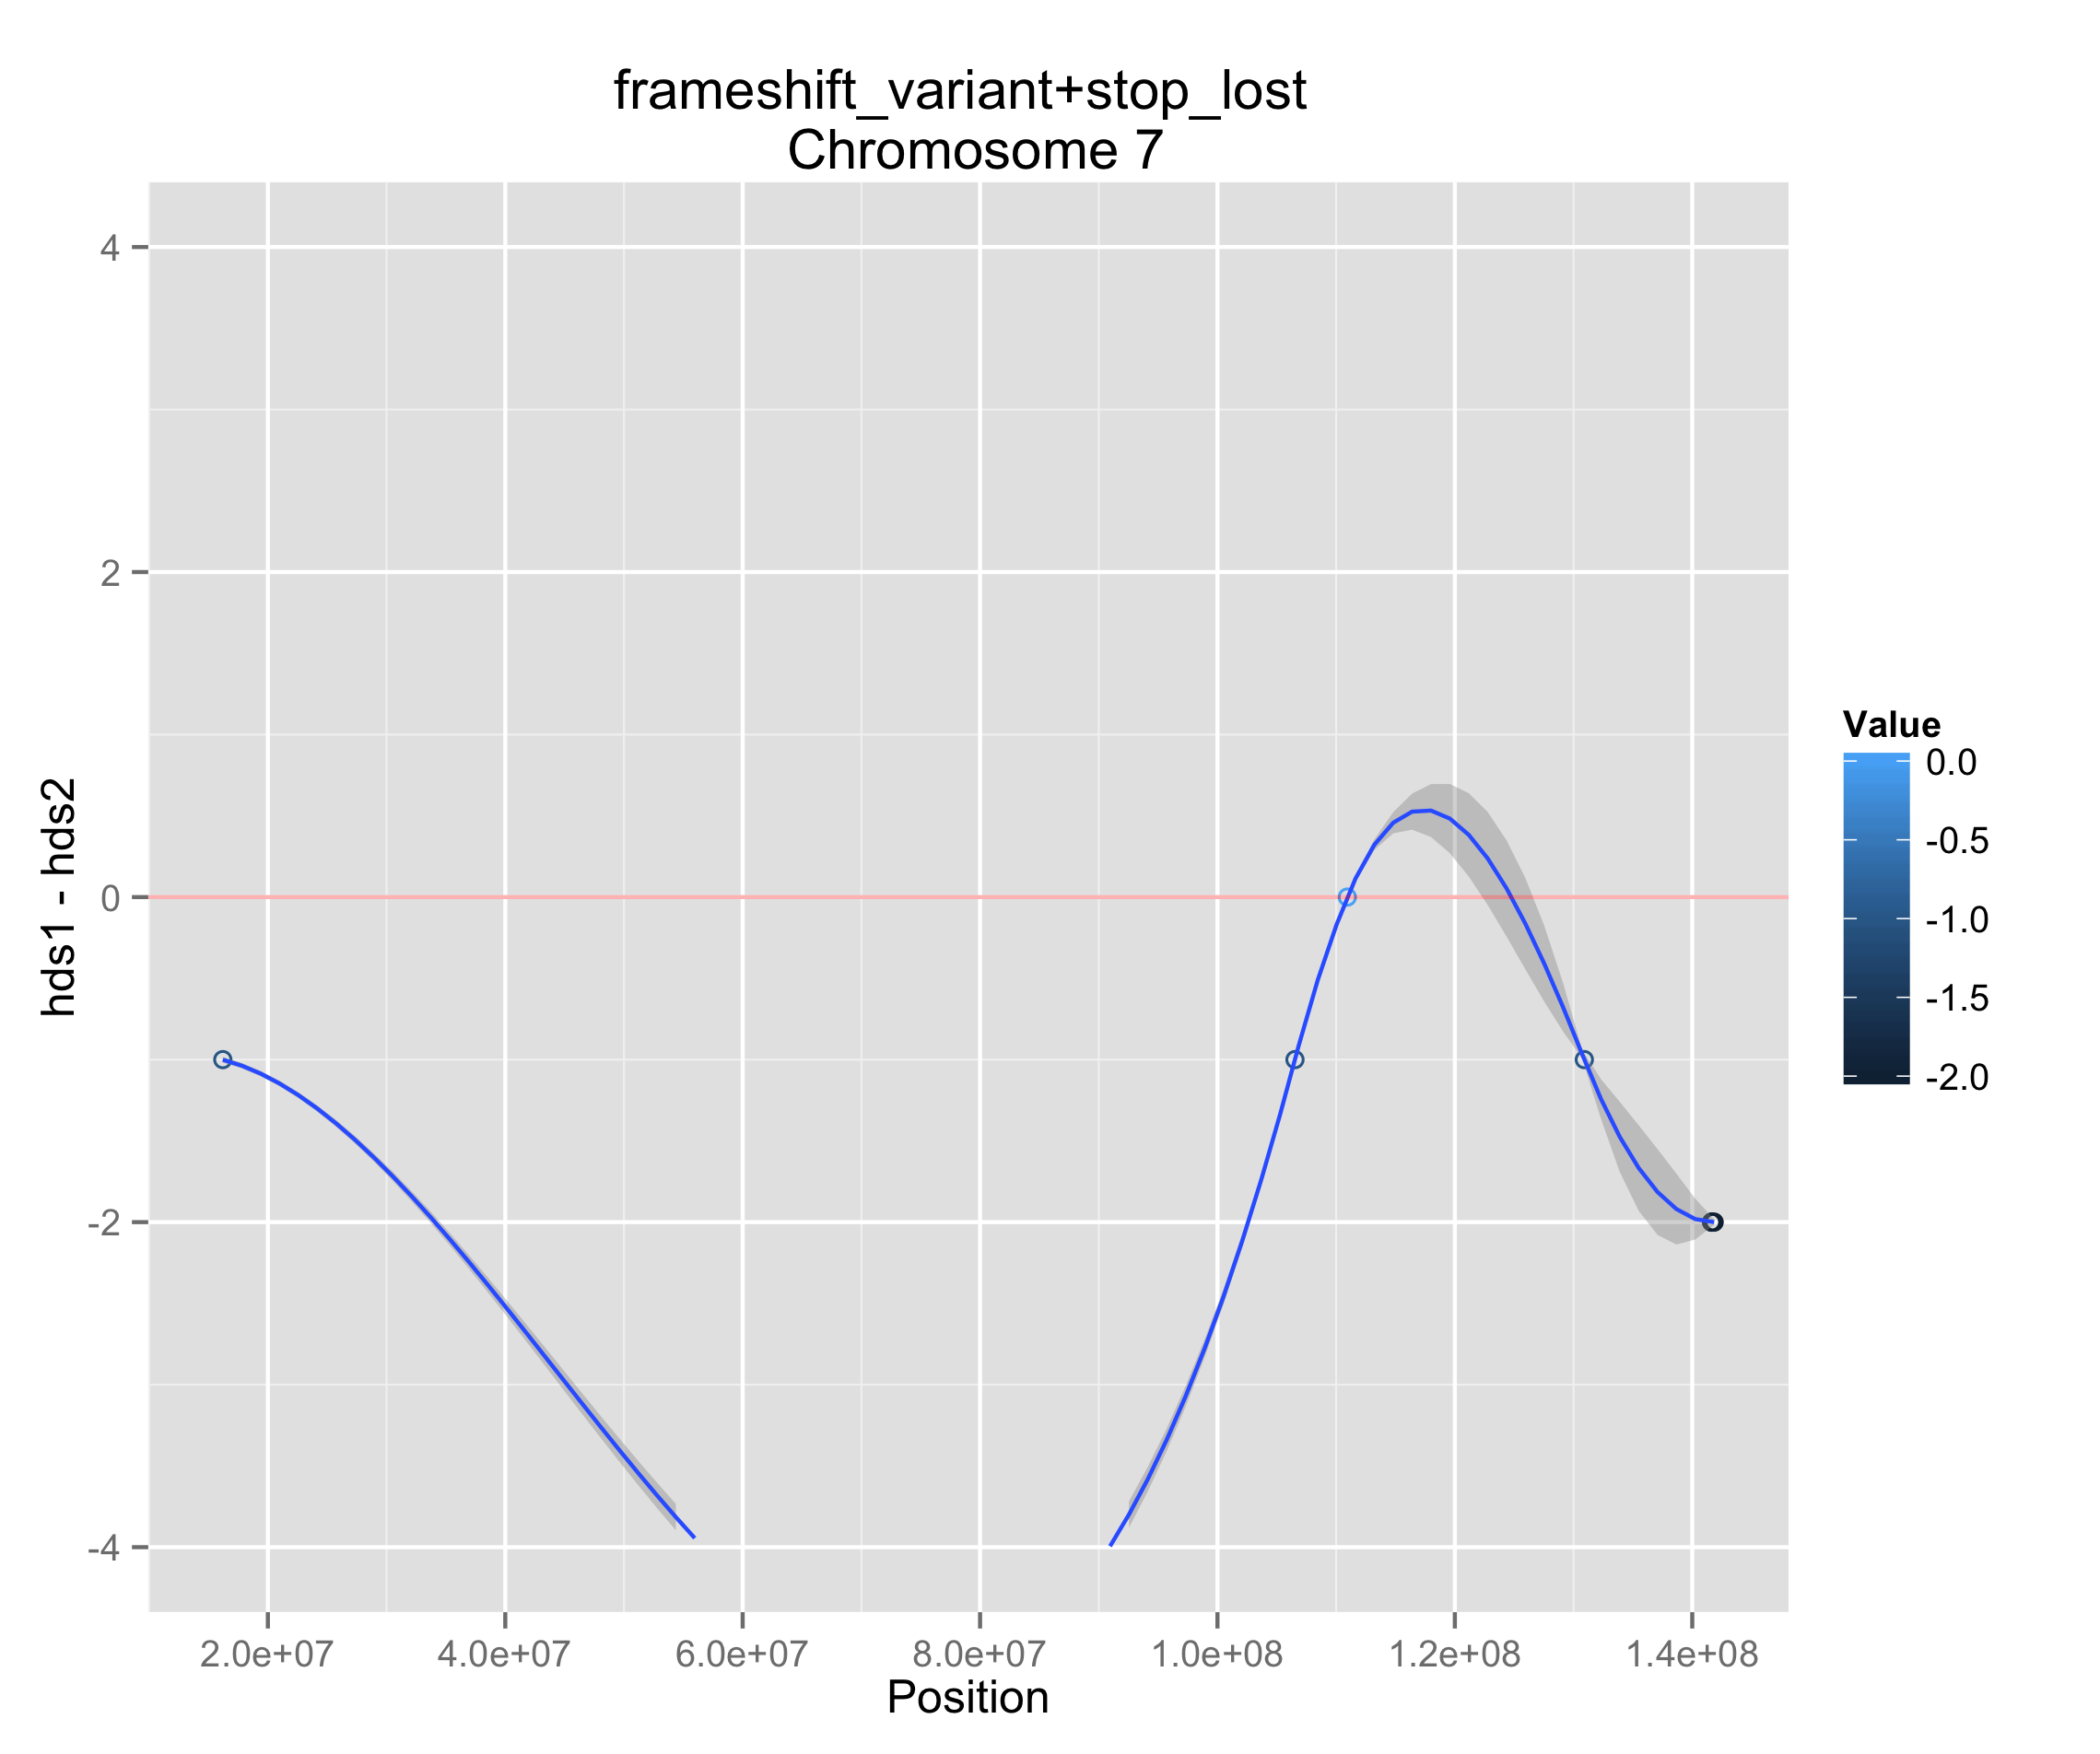 frameshift_variant+stop_lost
Chromosome 7
4
2
0
-2
-4
hds1 - hds2
2.0e+07
4.0e+07
6.0e+07
8.0e+07
1.0e+08
1.2e+08
1.4e+08
Position
Value
0.0
-0.5
-1.0
-1.5
-2.0